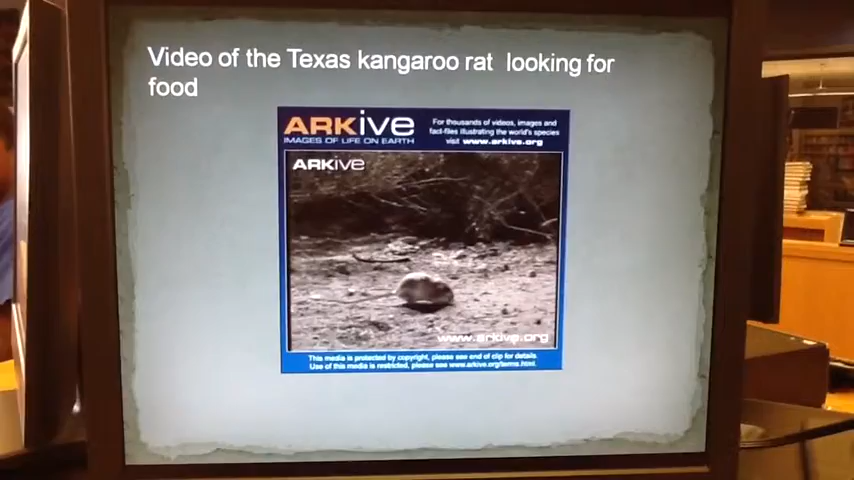 Video of the Texas kangaroo rat looking for
food
ARKive
IMAGES OF LIFE ON EARTH
For thousands of videos, images and
fact-files illustrating the world's species
visit www.arkive.org
ARKive
www.arkive.org
This media is protected by copyright, please see end of clip for details.
Use of this media is restricted, please see www.arkive.org/terms.html